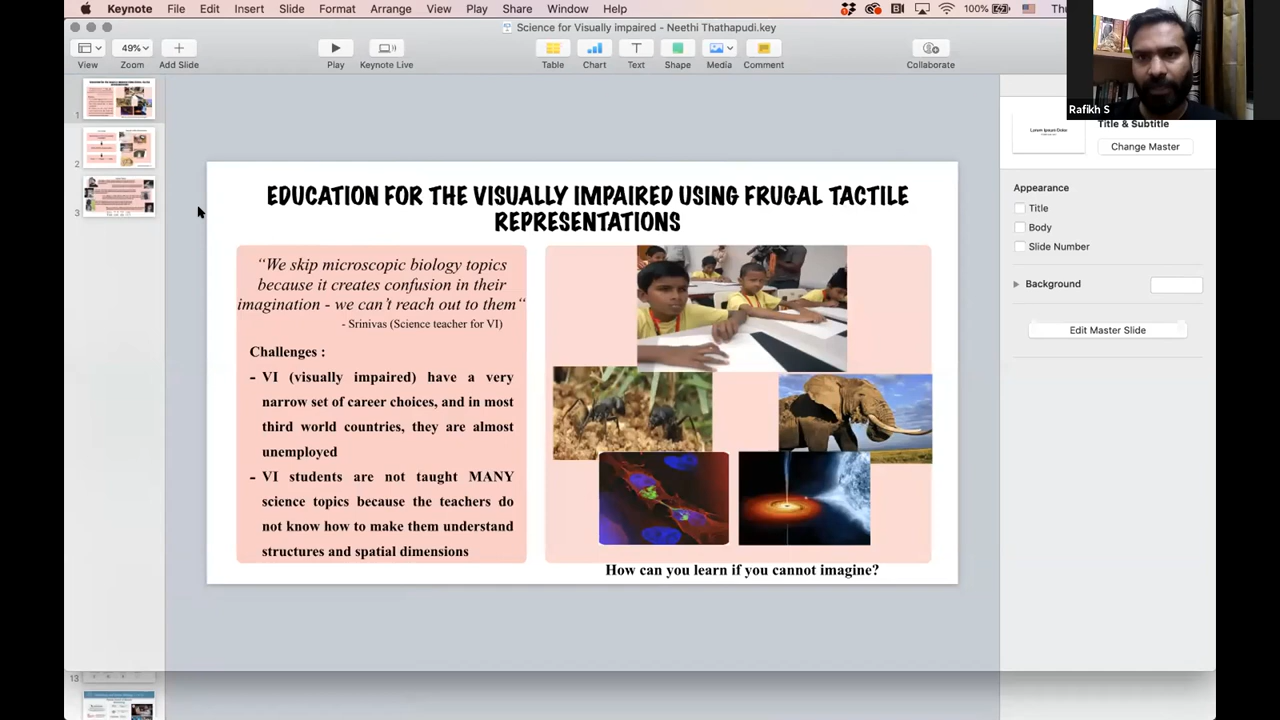 Keynote File Edit Insert Slide Format Arrange View Play Share Window Help 100% Thu
Science for Visually impaired - Neethi Thathapudi.key
49%
View Zoom Add Slide Play Keynote Live Table Chart Text Shape Media Comment Collaborate
Rafikh S
1
2
3
13
EDUCATION FOR THE VISUALLY IMPAIRED USING FRUGAL TACTILE
REPRESENTATIONS
“We skip microscopic biology topics
because it creates confusion in their
imagination - we can’t reach out to them“
- Srinivas (Science teacher for VI)
Challenges :
- VI (visually impaired) have a very
narrow set of career choices, and in most
third world countries, they are almost
unemployed
- VI students are not taught MANY
science topics because the teachers do
not know how to make them understand
structures and spatial dimensions
How can you learn if you cannot imagine?
Lorem Ipsum Dolor
Title & Subtitle
Change Master
Appearance
Title
Body
Slide Number
Background
Edit Master Slide